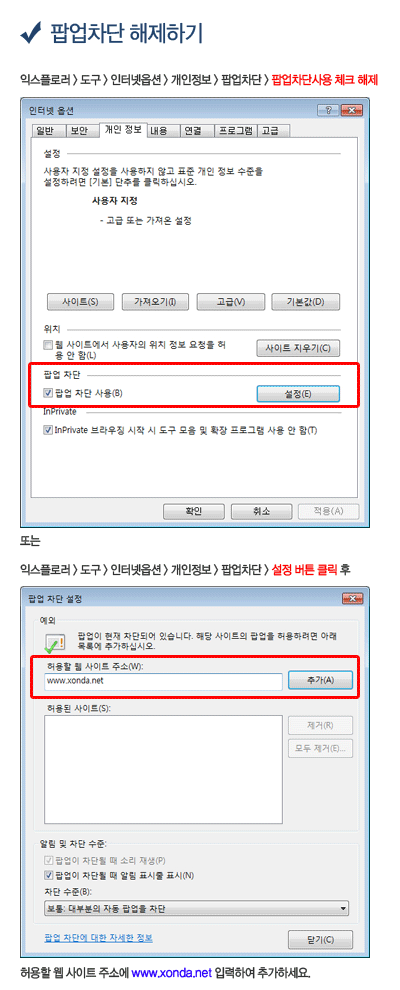 팝업차단 해제하기
익스플로러 > 도구 > 인터넷옵션 > 개인정보 > 팝업차단 > 팝업차단사용 체크 해제
인터넷 옵션
일반 보안 개인 정보 내용 연결 프로그램 고급
설정
사용자 지정 설정을 사용하지 않고 표준 개인 정보 수준을
설정하려면 [기본] 단추를 클릭하십시오.
사용자 지정
- 고급 또는 가져온 설정
사이트(S) 가져오기(I) 고급(V) 기본값(D)
위치
웹 사이트에서 사용자의 위치 정보 요청을 허
용 안 함(L)
사이트 지우기(C)
팝업 차단
팝업 차단 사용(B) 설정(E)
InPrivate
InPrivate 브라우징 시작 시 도구 모음 및 확장 프로그램 사용 안 함(T)
확인 취소 적용(A)
또는
익스플로러 > 도구 > 인터넷옵션 > 개인정보 > 팝업차단 > 설정 버튼 클릭 후
팝업 차단 설정
예외
팝업이 현재 차단되어 있습니다. 해당 사이트의 팝업을 허용하려면 아래
목록에 추가하십시오.
허용할 웹 사이트 주소(W):
www.xonda.net 추가(A)
허용된 사이트(S):
제거(R)
모두 제거(E)...
알림 및 차단 수준:
팝업이 차단될 때 소리 재생(P)
팝업이 차단될 때 알림 표시줄 표시(N)
차단 수준(B):
보통: 대부분의 자동 팝업을 차단
팝업 차단에 대한 자세한 정보 닫기(C)
허용할 웹 사이트 주소에 www.xonda.net 입력하여 추가하세요.